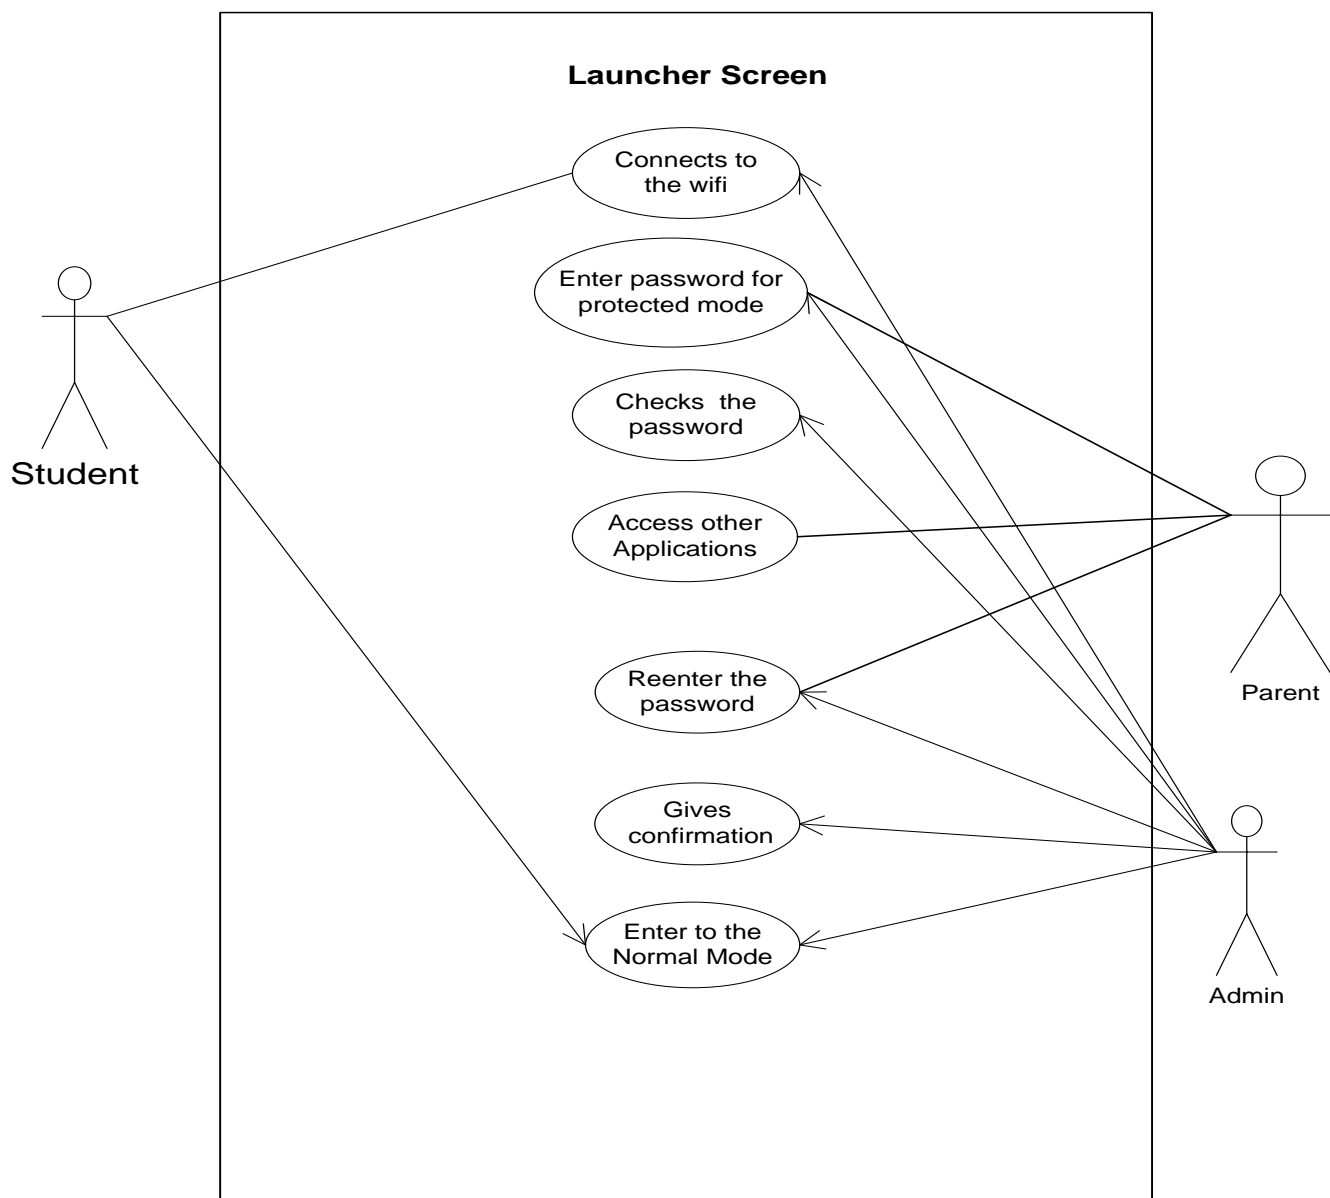 Launcher Screen
Connects to
the wifi
Enter password for
protected mode
Checks the
password
Student
Access other
Applications
Reenter the
password
Parent
Gives
confirmation
Enter to the
Normal Mode
Admin